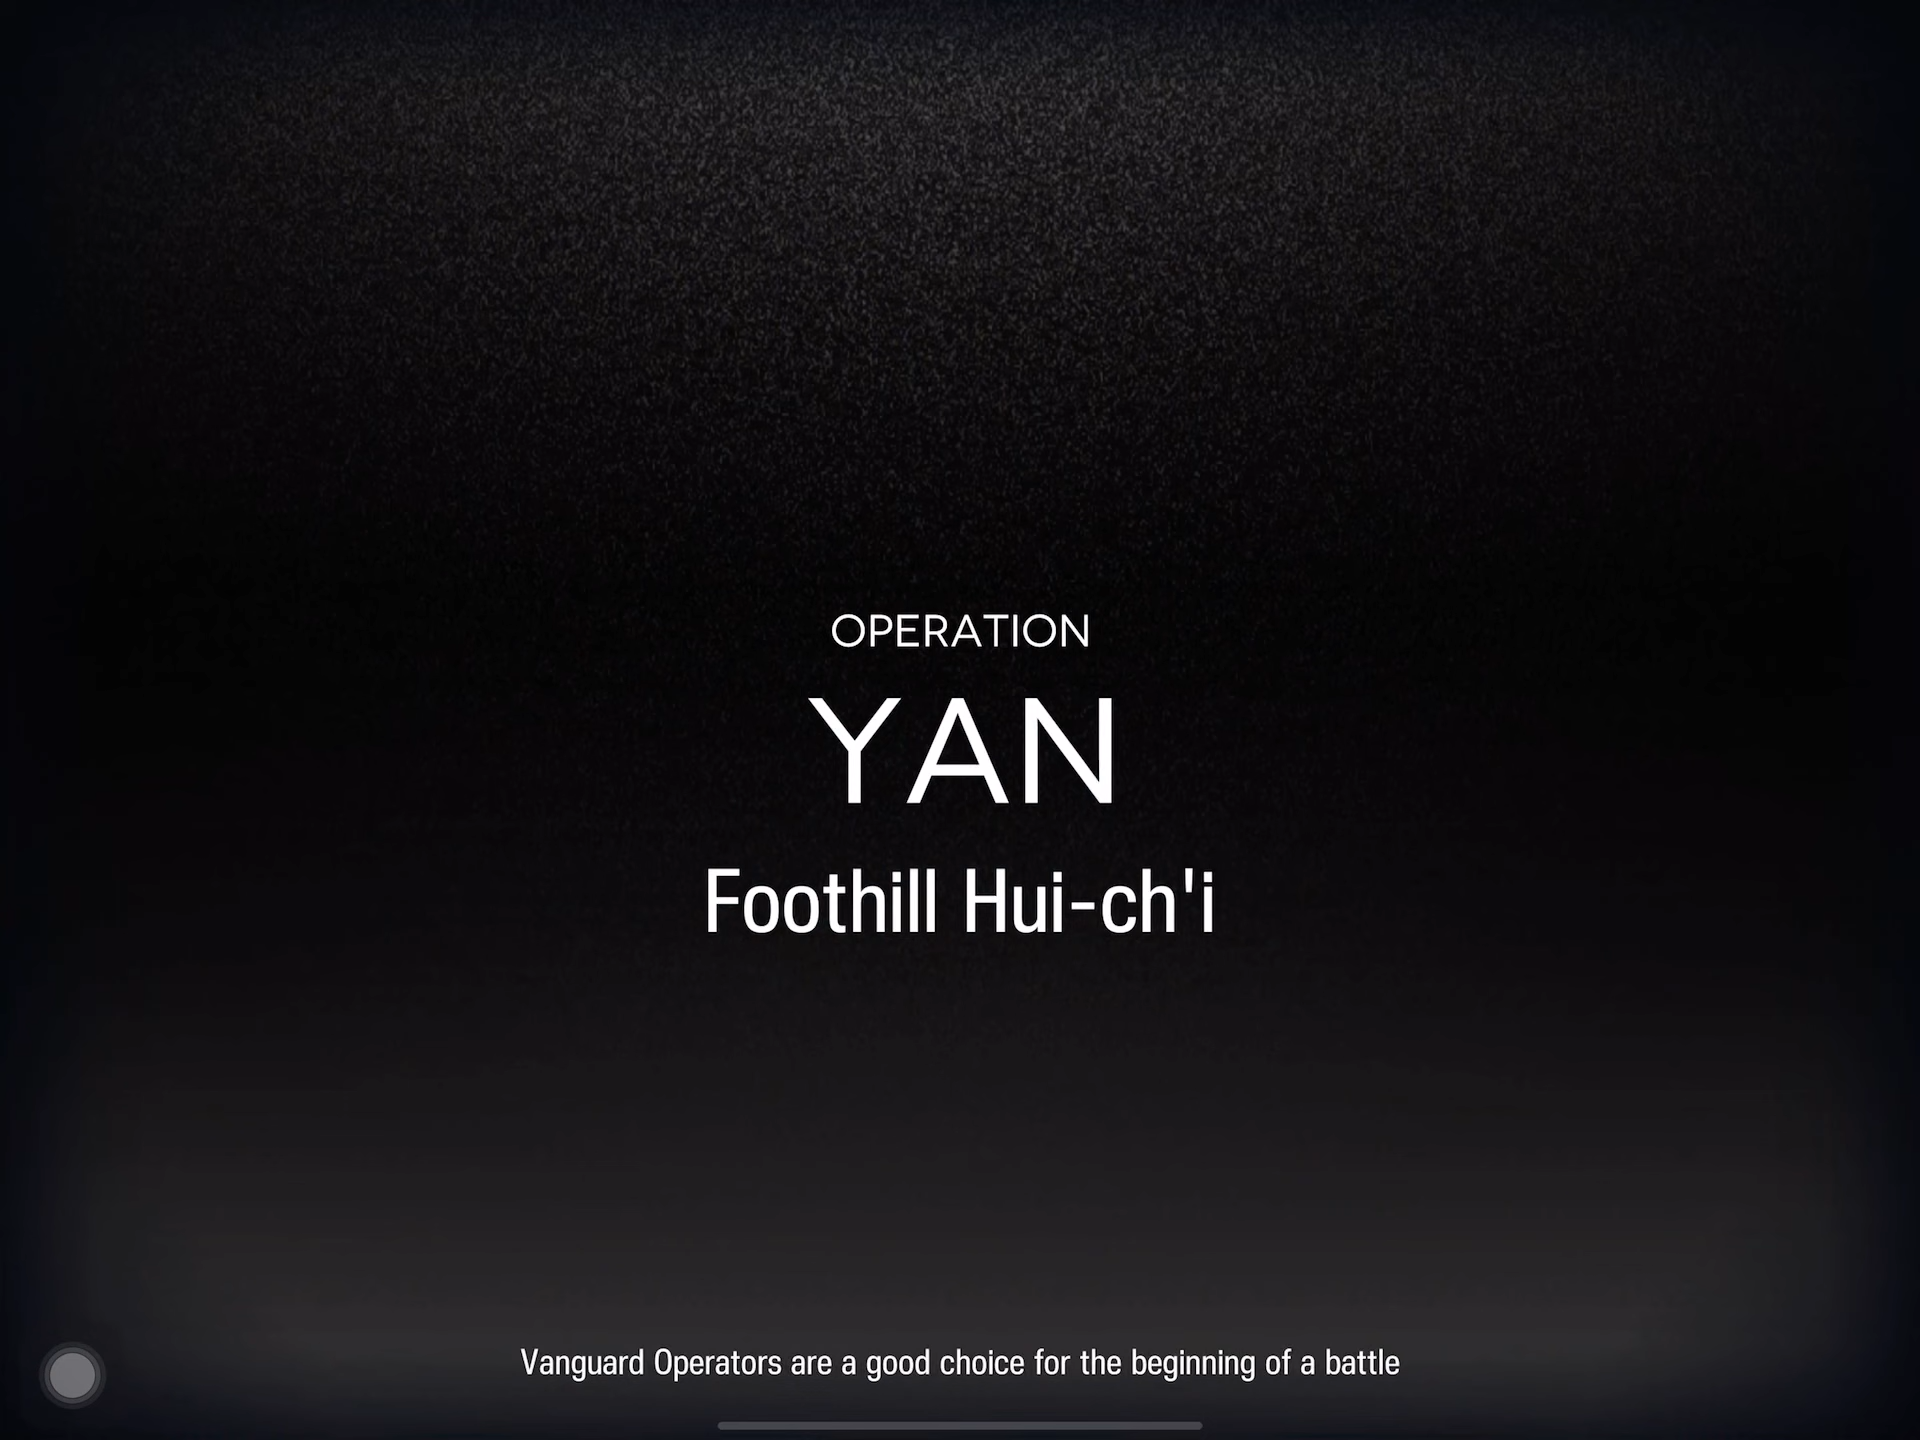 OPERATION
YAN
Foothill Hui-ch'i
Vanguard Operators are a good choice for the beginning of a battle